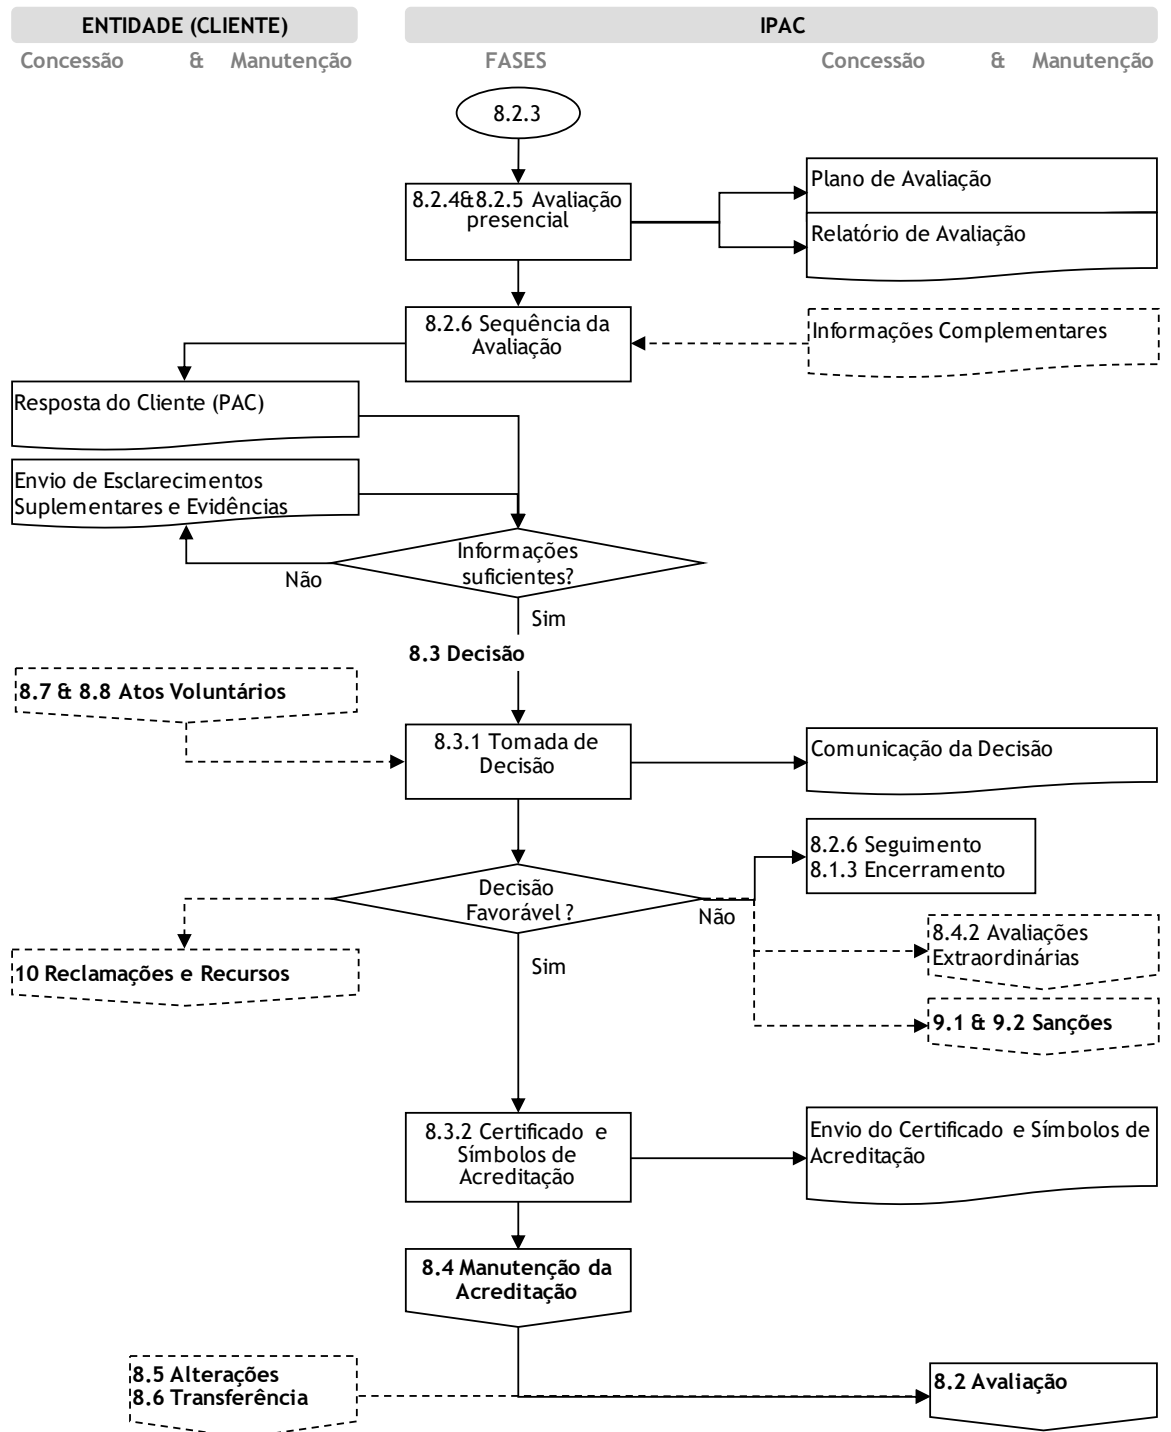 ENTIDADE (CLIENTE)
IPAC
Concessão & Manutenção
FASES
Concessão & Manutenção
8.2.3
8.2.4&8.2.5 Avaliação
presencial
Plano de Avaliação
Relatório de Avaliação
8.2.6 Sequência da
Avaliação
Informações Complementares
Resposta do Cliente (PAC)
Envio de Esclarecimentos
Suplementares e Evidências
Informações
suficientes?
Não
Sim
8.3 Decisão
8.7 & 8.8 Atos Voluntários
8.3.1 Tomada de
Decisão
Comunicação da Decisão
8.2.6 Seguimento
8.1.3 Encerramento
Decisão
Favorável ?
Não
8.4.2 Avaliações
Extraordinárias
10 Reclamações e Recursos
Sim
9.1 & 9.2 Sanções
8.3.2 Certificado e
Símbolos de
Acreditação
Envio do Certificado e Símbolos de
Acreditação
8.4 Manutenção da
Acreditação
8.5 Alterações
8.6 Transferência
8.2 Avaliação